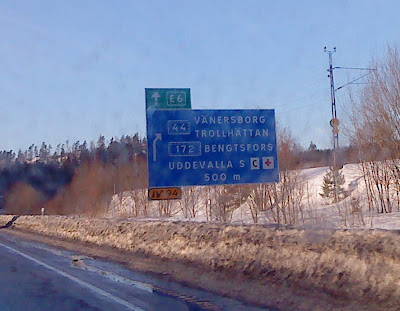 E6
44 VÄNERSBORG
TROLLHÄTTAN
172 BENGTSFORS
UDDEVALLA S C
500 m